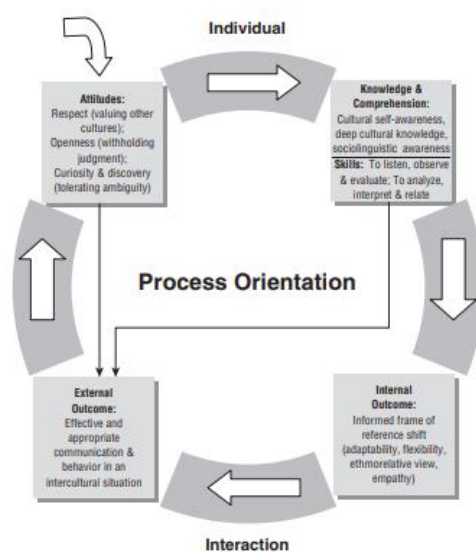 Individual
Attitudes:
Respect (valuing other
cultures);
Openness (withholding
judgment);
Curiosity & discovery
(tolerating ambiguity)
Knowledge &
Comprehension:
Cultural self-awareness,
deep cultural knowledge,
sociolinguistic awareness
Skills: To listen, observe
& evaluate; To analyze,
interpret & relate
Process Orientation
External
Outcome:
Effective and
appropriate
communication &
behavior in an
intercultural situation
Internal
Outcome:
Informed frame of
reference shift
(adaptability, flexibility,
ethmorelative view,
empathy)
Interaction